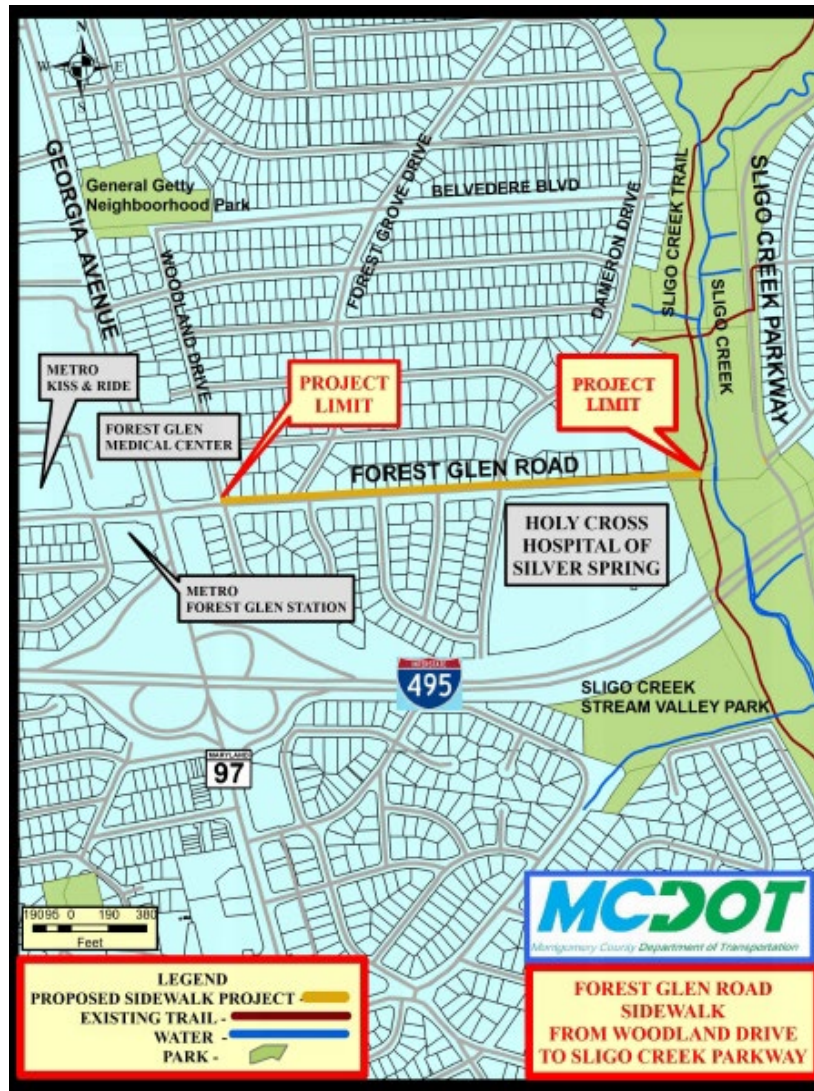 N
W E
S
GEORGIA AVENUE
General Getty
Neighboorhood Park
WOODLAND DRIVE
FOREST GROVE DRIVE
BELVEDERE BLVD
DAMERON DRIVE
SLIGO CREEK TRAIL
SLIGO CREEK
SLIGO CREEK PARKWAY
METRO
KISS & RIDE
FOREST GLEN
MEDICAL CENTER
PROJECT
LIMIT
PROJECT
LIMIT
FOREST GLEN ROAD
HOLY CROSS
HOSPITAL OF
SILVER SPRING
METRO
FOREST GLEN STATION
INTERSTATE
495
SLIGO CREEK
STREAM VALLEY PARK
MARYLAND
97
19095 0 190 380
Feet
MCDOT
Montgomery County Department of Transportation
LEGEND
PROPOSED SIDEWALK PROJECT -
EXISTING TRAIL -
WATER -
PARK -
FOREST GLEN ROAD
SIDEWALK
FROM WOODLAND DRIVE
TO SLIGO CREEK PARKWAY